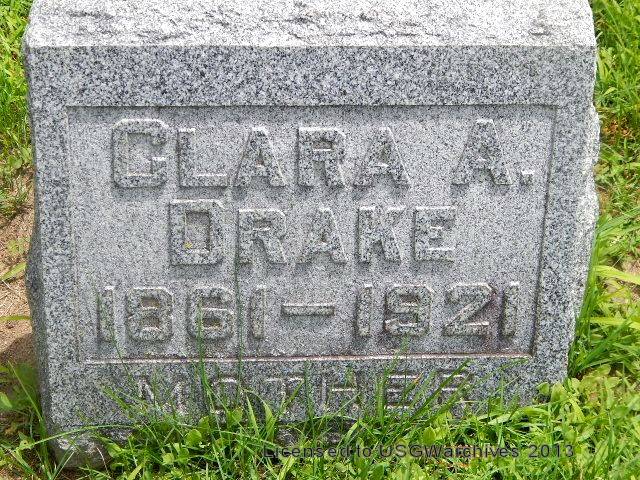 CLARA A.
DRAKE
1861–1921
MOTHER
Licensed to USGWarchives 2013